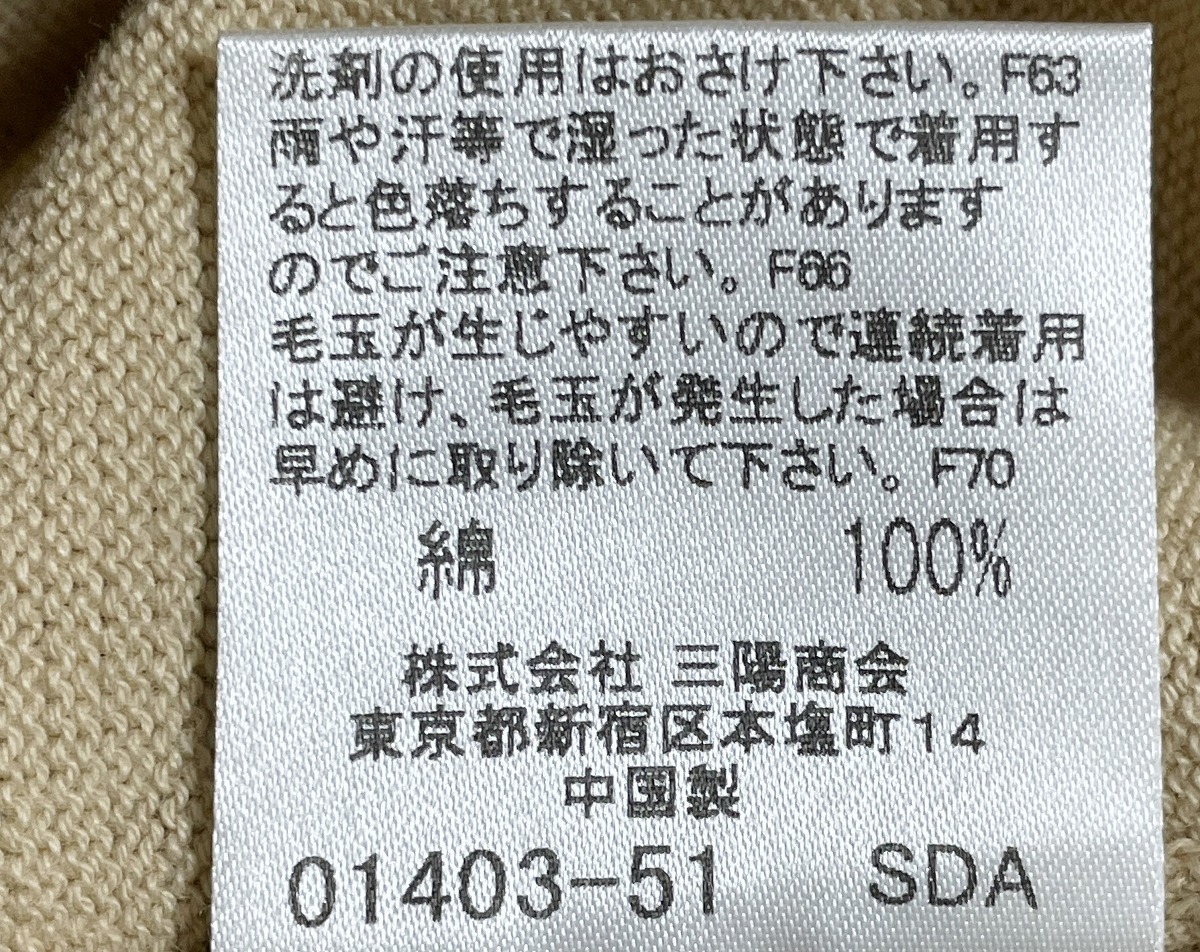 洗剤の使用はおさけ下さい。F63
雨や汗等で湿った状態で着用す
ると色落ちすることがあります
のでご注意下さい。F66
毛玉が生じやすいので連続着用
は避け、毛玉が発生した場合は
早めに取り除いて下さい。F70
綿 100%
株式会社 三陽商会
東京都新宿区本塩町14
中国製
01403-51 SDA